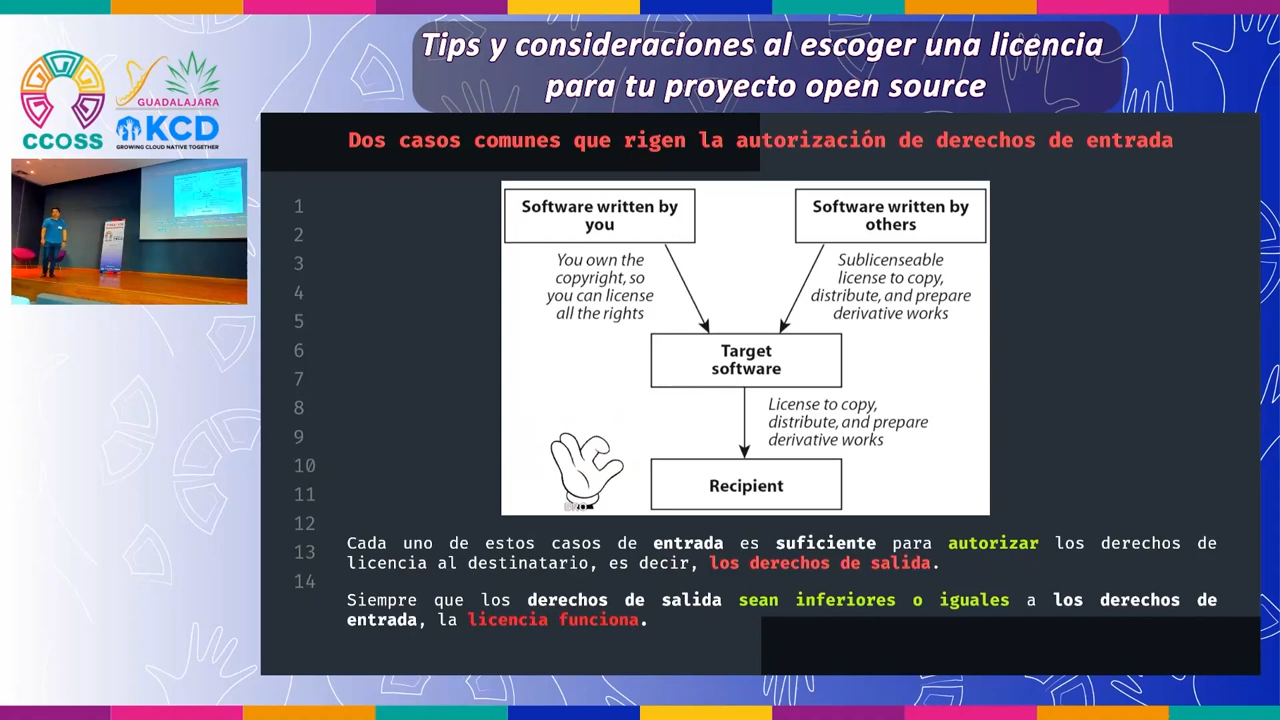 Tips y consideraciones al escoger una licencia
para tu proyecto open source
CCOSS
GUADALAJARA
KCD
GROWING CLOUD NATIVE TOGETHER
Dos casos comunes que rigen la autorización de derechos de entrada
1
2
3
4
5
6
7
8
9
10
11
12
13
14
Software written by
you
Software written by
others
You own the
copyright, so
you can license
all the rights
Sublicenseable
license to copy,
distribute, and prepare
derivative works
Target
software
License to copy,
distribute, and prepare
derivative works
Recipient
Cada uno de estos casos de entrada es suficiente para autorizar los derechos de
licencia al destinatario, es decir, los derechos de salida.
Siempre que los derechos de salida sean inferiores o iguales a los derechos de
entrada, la licencia funciona.